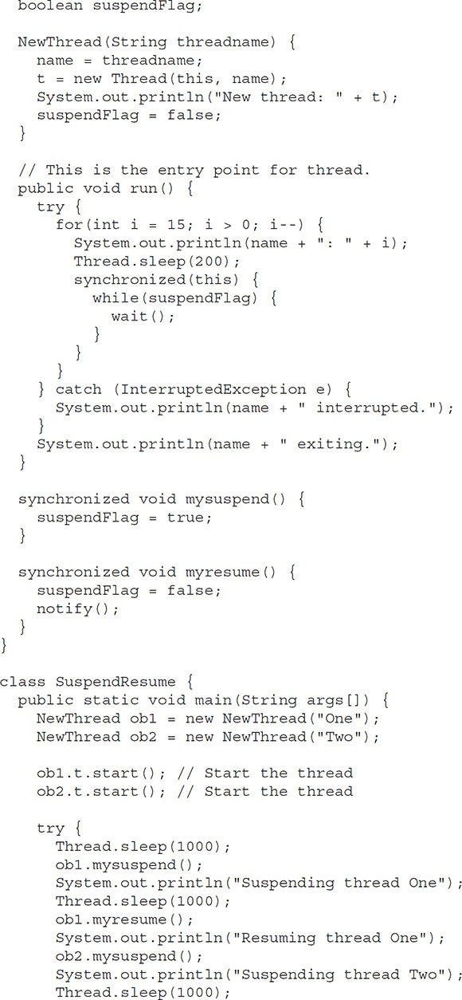 boolean suspendFlag;

  NewThread(String threadname) {
    name = threadname;
    t = new Thread(this, name);
    System.out.println("New thread: " + t);
    suspendFlag = false;
  }

  // This is the entry point for thread.
  public void run() {
    try {
      for(int i = 15; i > 0; i--) {
        System.out.println(name + ": " + i);
        Thread.sleep(200);
        synchronized(this) {
          while(suspendFlag) {
            wait();
          }
        }
      }
    } catch (InterruptedException e) {
      System.out.println(name + " interrupted.");
    }
    System.out.println(name + " exiting.");
  }

  synchronized void mysuspend() {
    suspendFlag = true;
  }

  synchronized void myresume() {
    suspendFlag = false;
    notify();
  }
}

class SuspendResume {
  public static void main(String args[]) {
    NewThread ob1 = new NewThread("One");
    NewThread ob2 = new NewThread("Two");

    ob1.t.start(); // Start the thread
    ob2.t.start(); // Start the thread

    try {
      Thread.sleep(1000);
      ob1.mysuspend();
      System.out.println("Suspending thread One");
      Thread.sleep(1000);
      ob1.myresume();
      System.out.println("Resuming thread One");
      ob2.mysuspend();
      System.out.println("Suspending thread Two");
      Thread.sleep(1000);